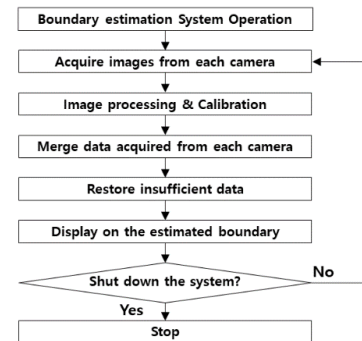 Boundary estimation System Operation
Acquire images from each camera
Image processing & Calibration
Merge data acquired from each camera
Restore insufficient data
Display on the estimated boundary
Shut down the system?
No
Yes
Stop